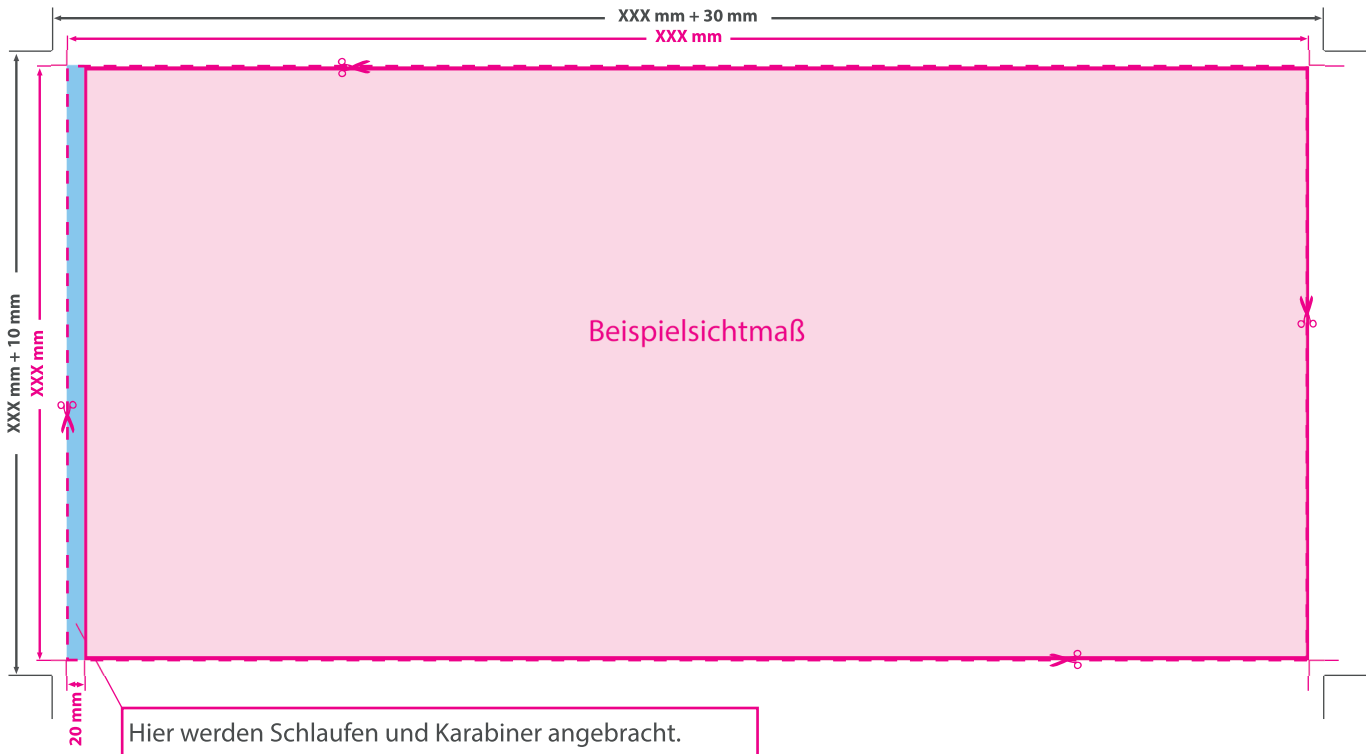 XXX mm + 30 mm
XXX mm
XXX mm + 10 mm
XXX mm
Beispielsichtmaß
20 mm
Hier werden Schlaufen und Karabiner angebracht.